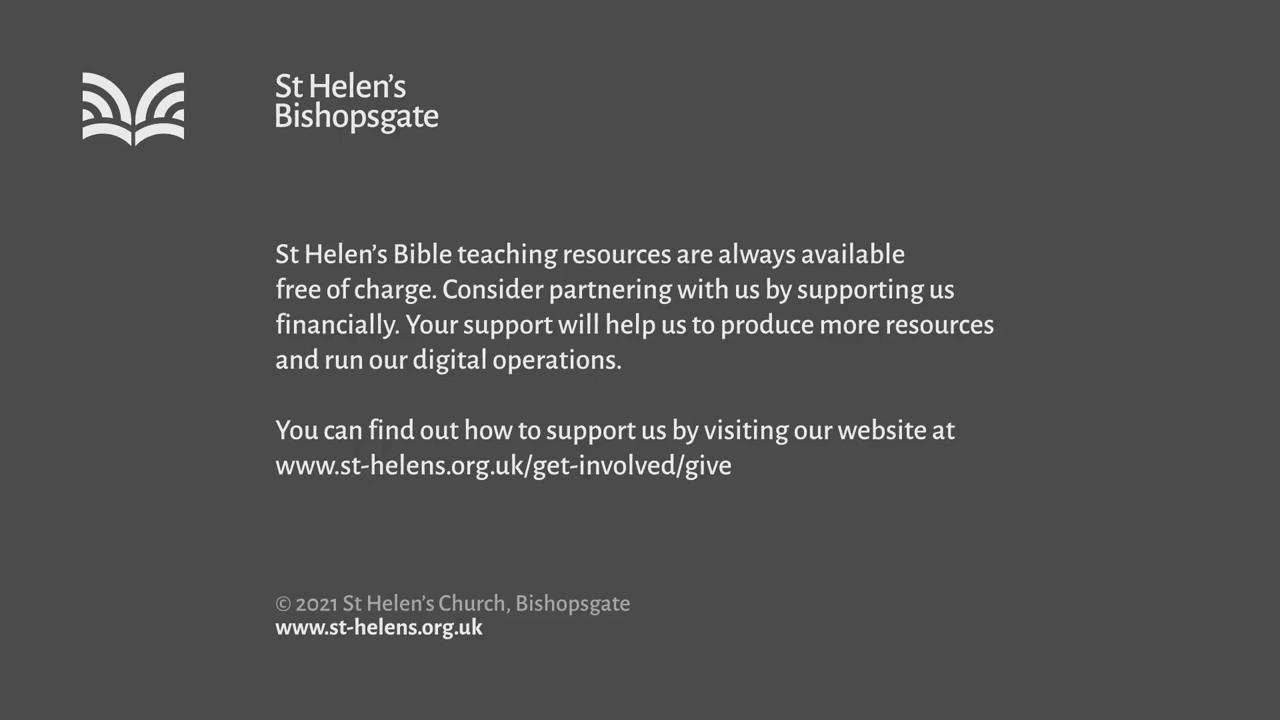 St Helen’s
Bishopsgate
St Helen’s Bible teaching resources are always available
free of charge. Consider partnering with us by supporting us
financially. Your support will help us to produce more resources
and run our digital operations.
You can find out how to support us by visiting our website at
www.st-helens.org.uk/get-involved/give
© 2021 St Helen’s Church, Bishopsgate
www.st-helens.org.uk